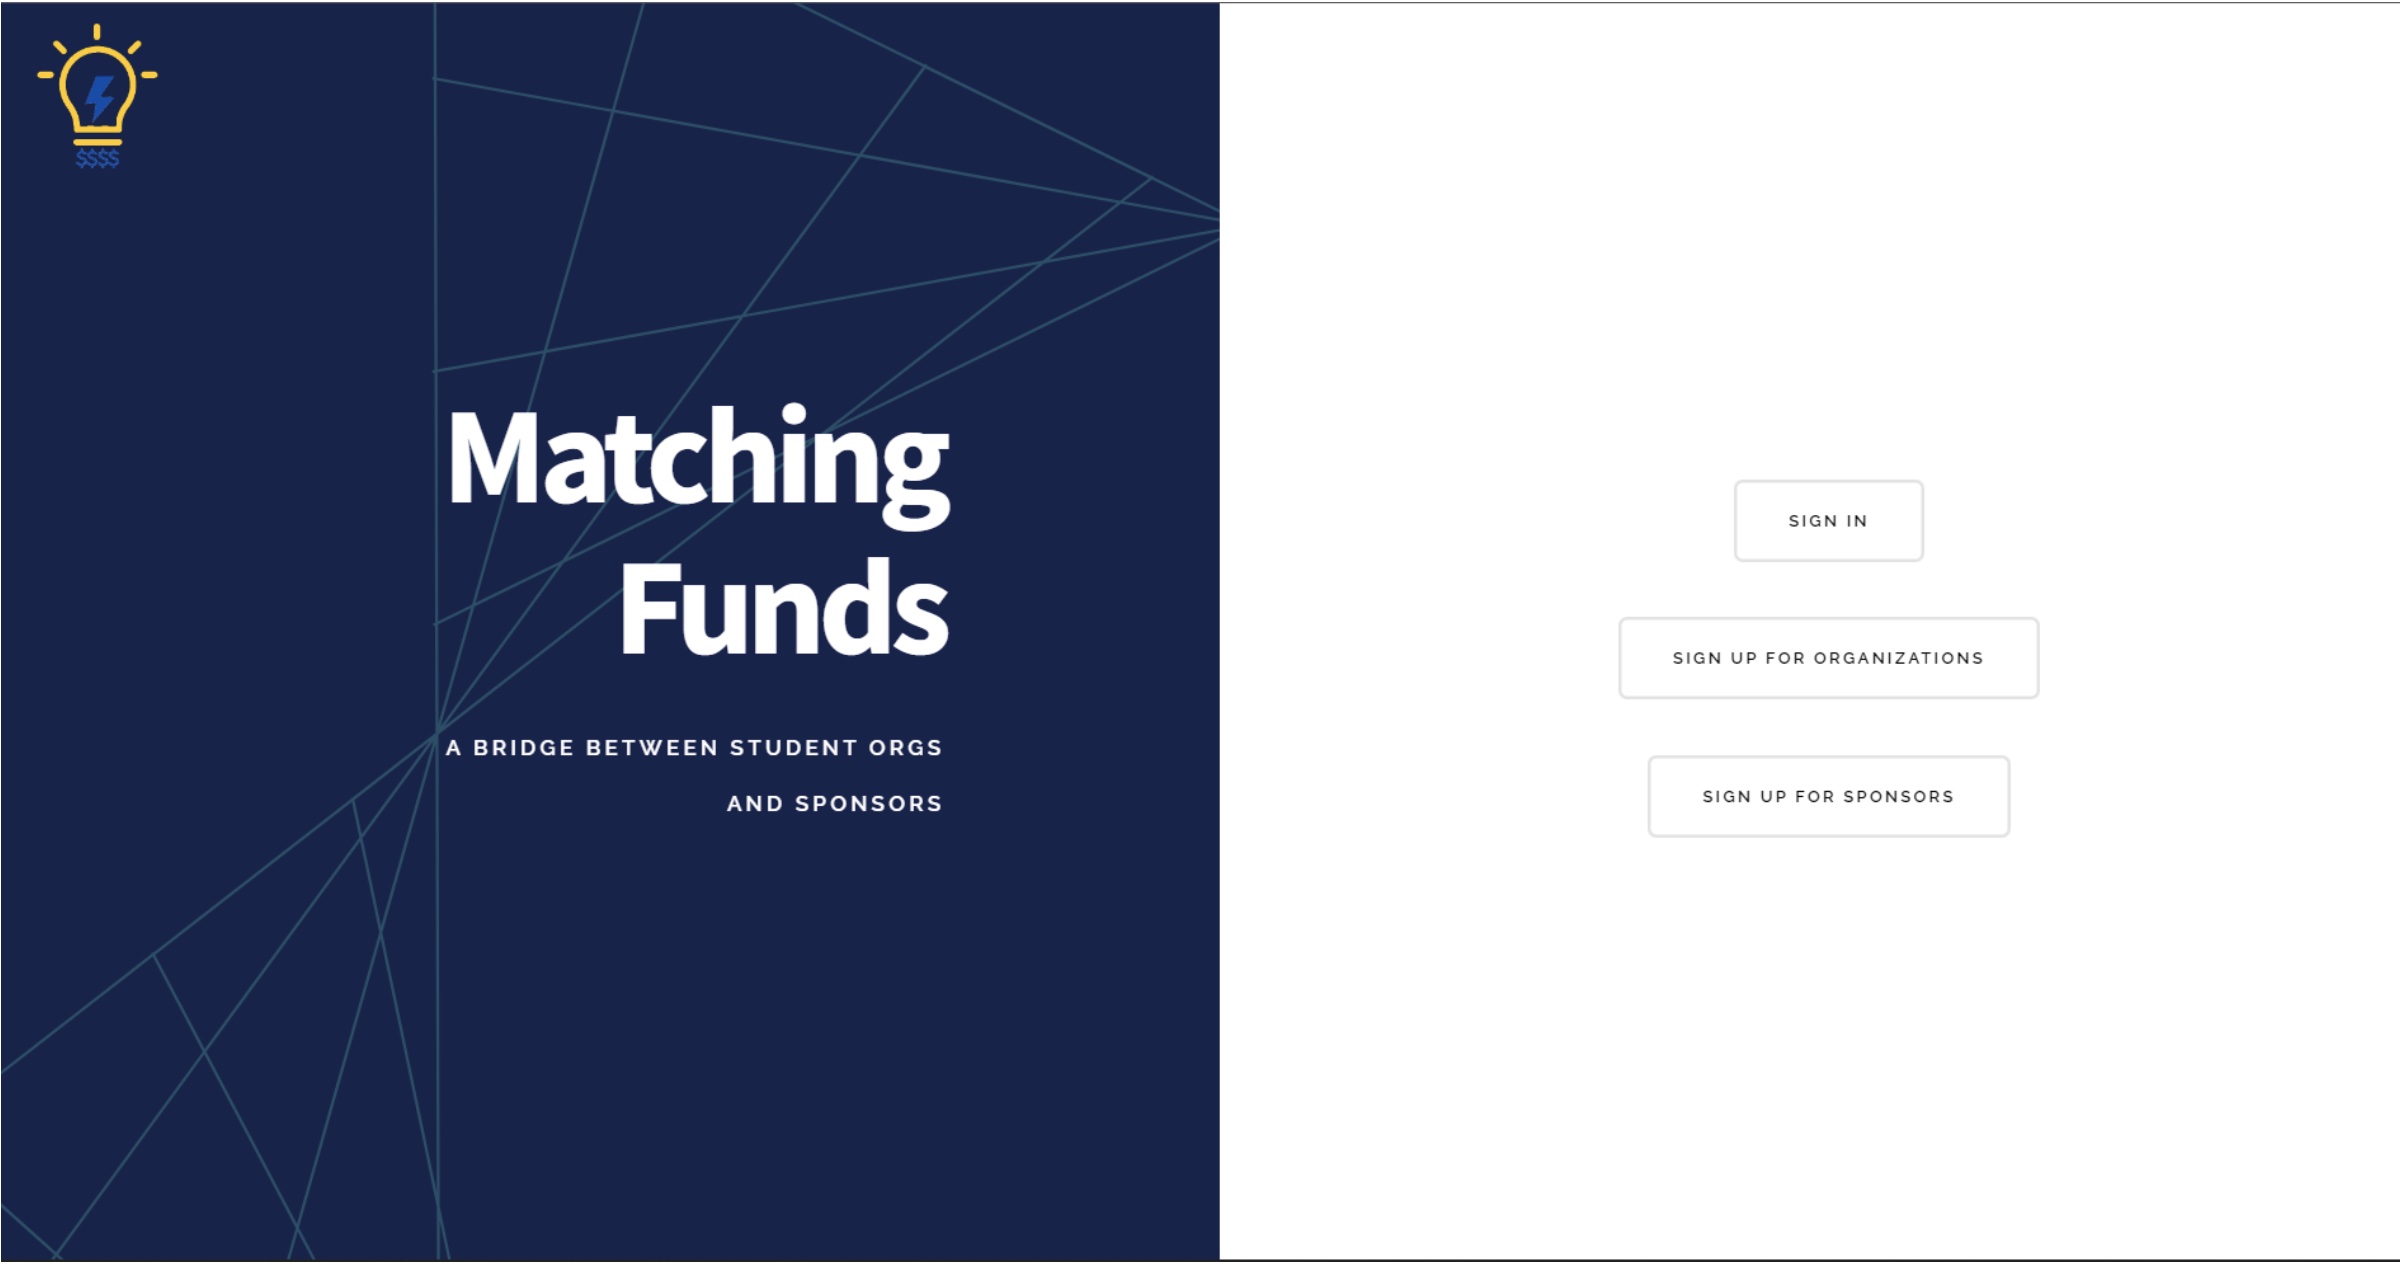 $$$$
Matching
Funds
A BRIDGE BETWEEN STUDENT ORGS
AND SPONSORS
SIGN IN
SIGN UP FOR ORGANIZATIONS
SIGN UP FOR SPONSORS